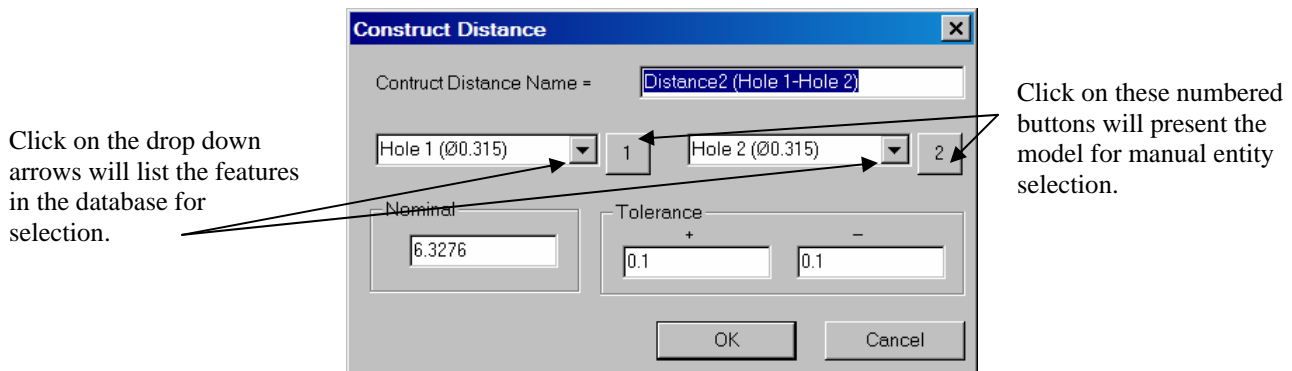 Construct Distance
Contruct Distance Name =
Distance2 (Hole 1-Hole 2)
Click on the drop down
arrows will list the features
in the database for
selection.
Hole 1 (Ø0.315)
1
Hole 2 (Ø0.315)
2
Click on these numbered
buttons will present the
model for manual entity
selection.
Nominal
6.3276
Tolerance
+
–
0.1
0.1
OK
Cancel